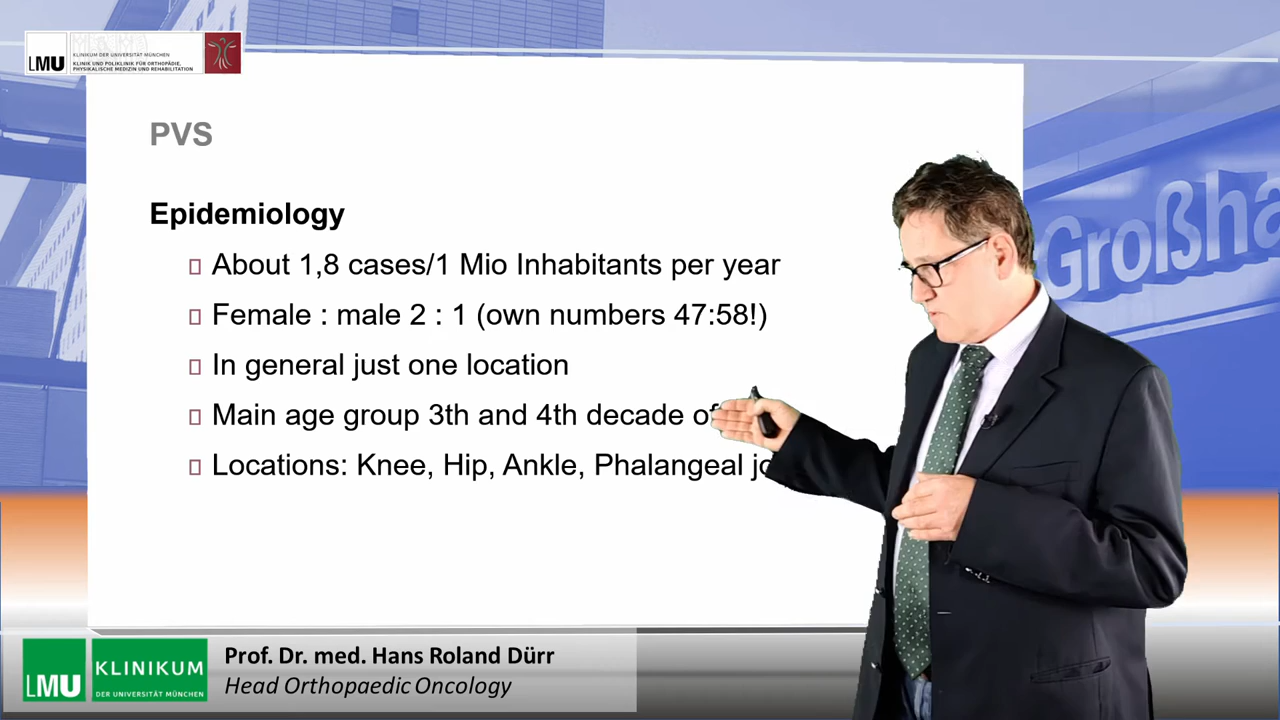 LMU
KLINIKUM DER UNIVERSITÄT MÜNCHEN
KLINIK UND POLIKLINIK FÜR ORTHOPÄDIE,
PHYSIKALISCHE MEDIZIN UND REHABILITATION
PVS
Epidemiology
About 1,8 cases/1 Mio Inhabitants per year
Female : male 2 : 1 (own numbers 47:58!)
In general just one location
Main age group 3th and 4th decade of
Locations: Knee, Hip, Ankle, Phalangeal
Großha
LMU
KLINIKUM
DER UNIVERSITÄT MÜNCHEN
Prof. Dr. med. Hans Roland Dürr
Head Orthopaedic Oncology